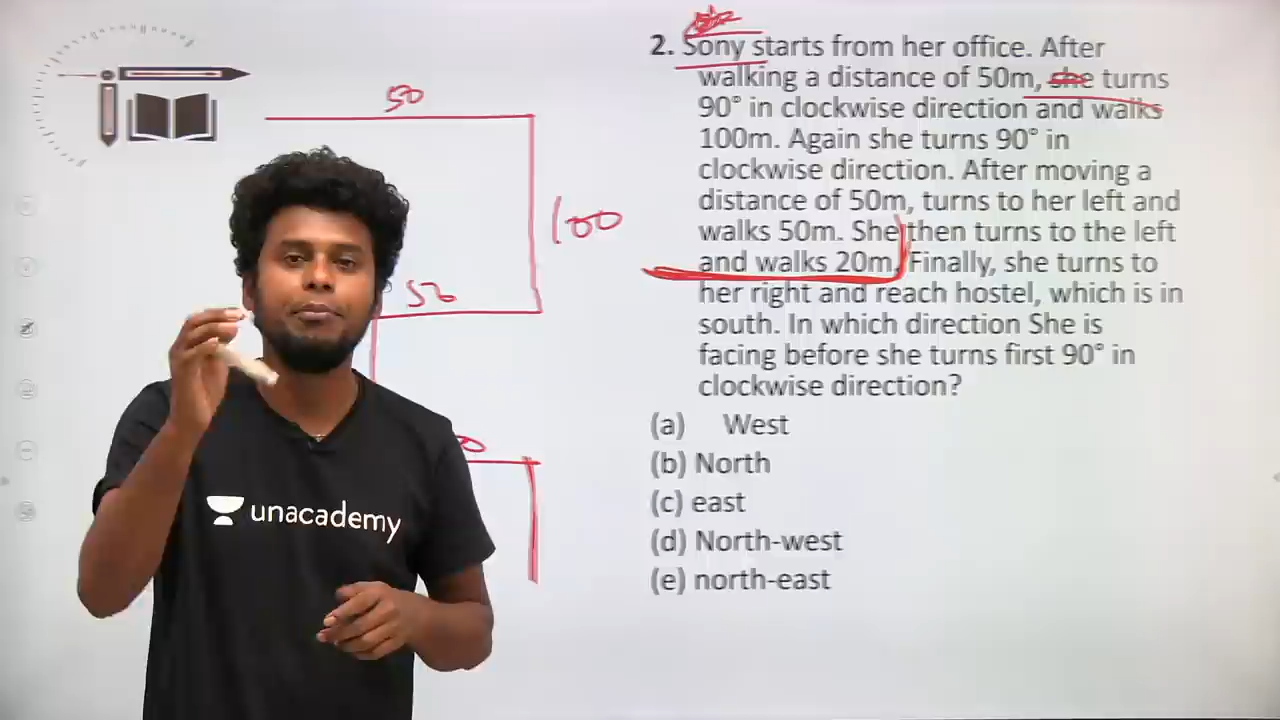 2. Sony starts from her office. After
walking a distance of 50m, she turns
90° in clockwise direction and walks
100m. Again she turns 90° in
clockwise direction. After moving a
distance of 50m, turns to her left and
walks 50m. She then turns to the left
and walks 20m. Finally, she turns to
her right and reach hostel, which is in
south. In which direction She is
facing before she turns first 90° in
clockwise direction?
(a) West
(b) North
(c) east
(d) North-west
(e) north-east
50
100
50
unacademy